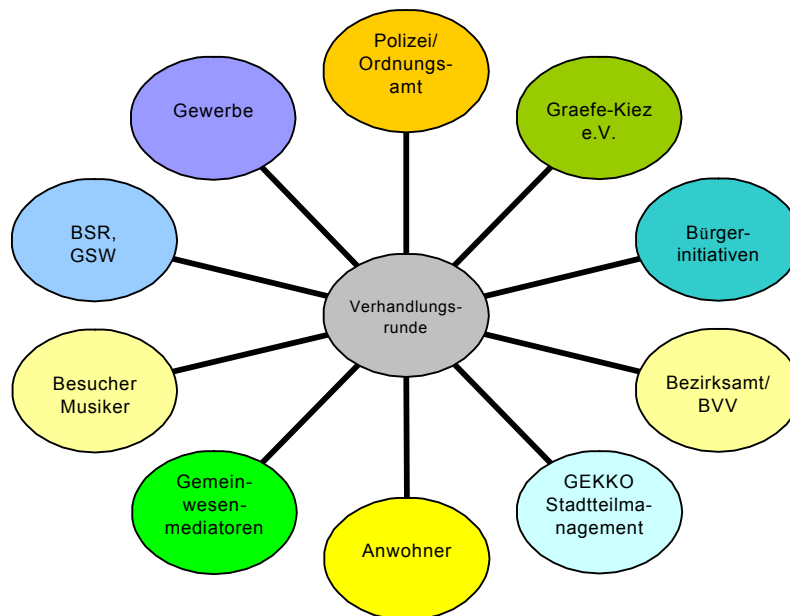 Polizei/
Ordnungs-
amt
Gewerbe
Graefe-Kiez
e.V.
BSR,
GSW
Bürger-
initiativen
Verhandlungs-
runde
Besucher
Musiker
Bezirksamt/
BVV
Gemein-
wesen-
mediatoren
GEKKO
Stadtteilma-
nagement
Anwohner